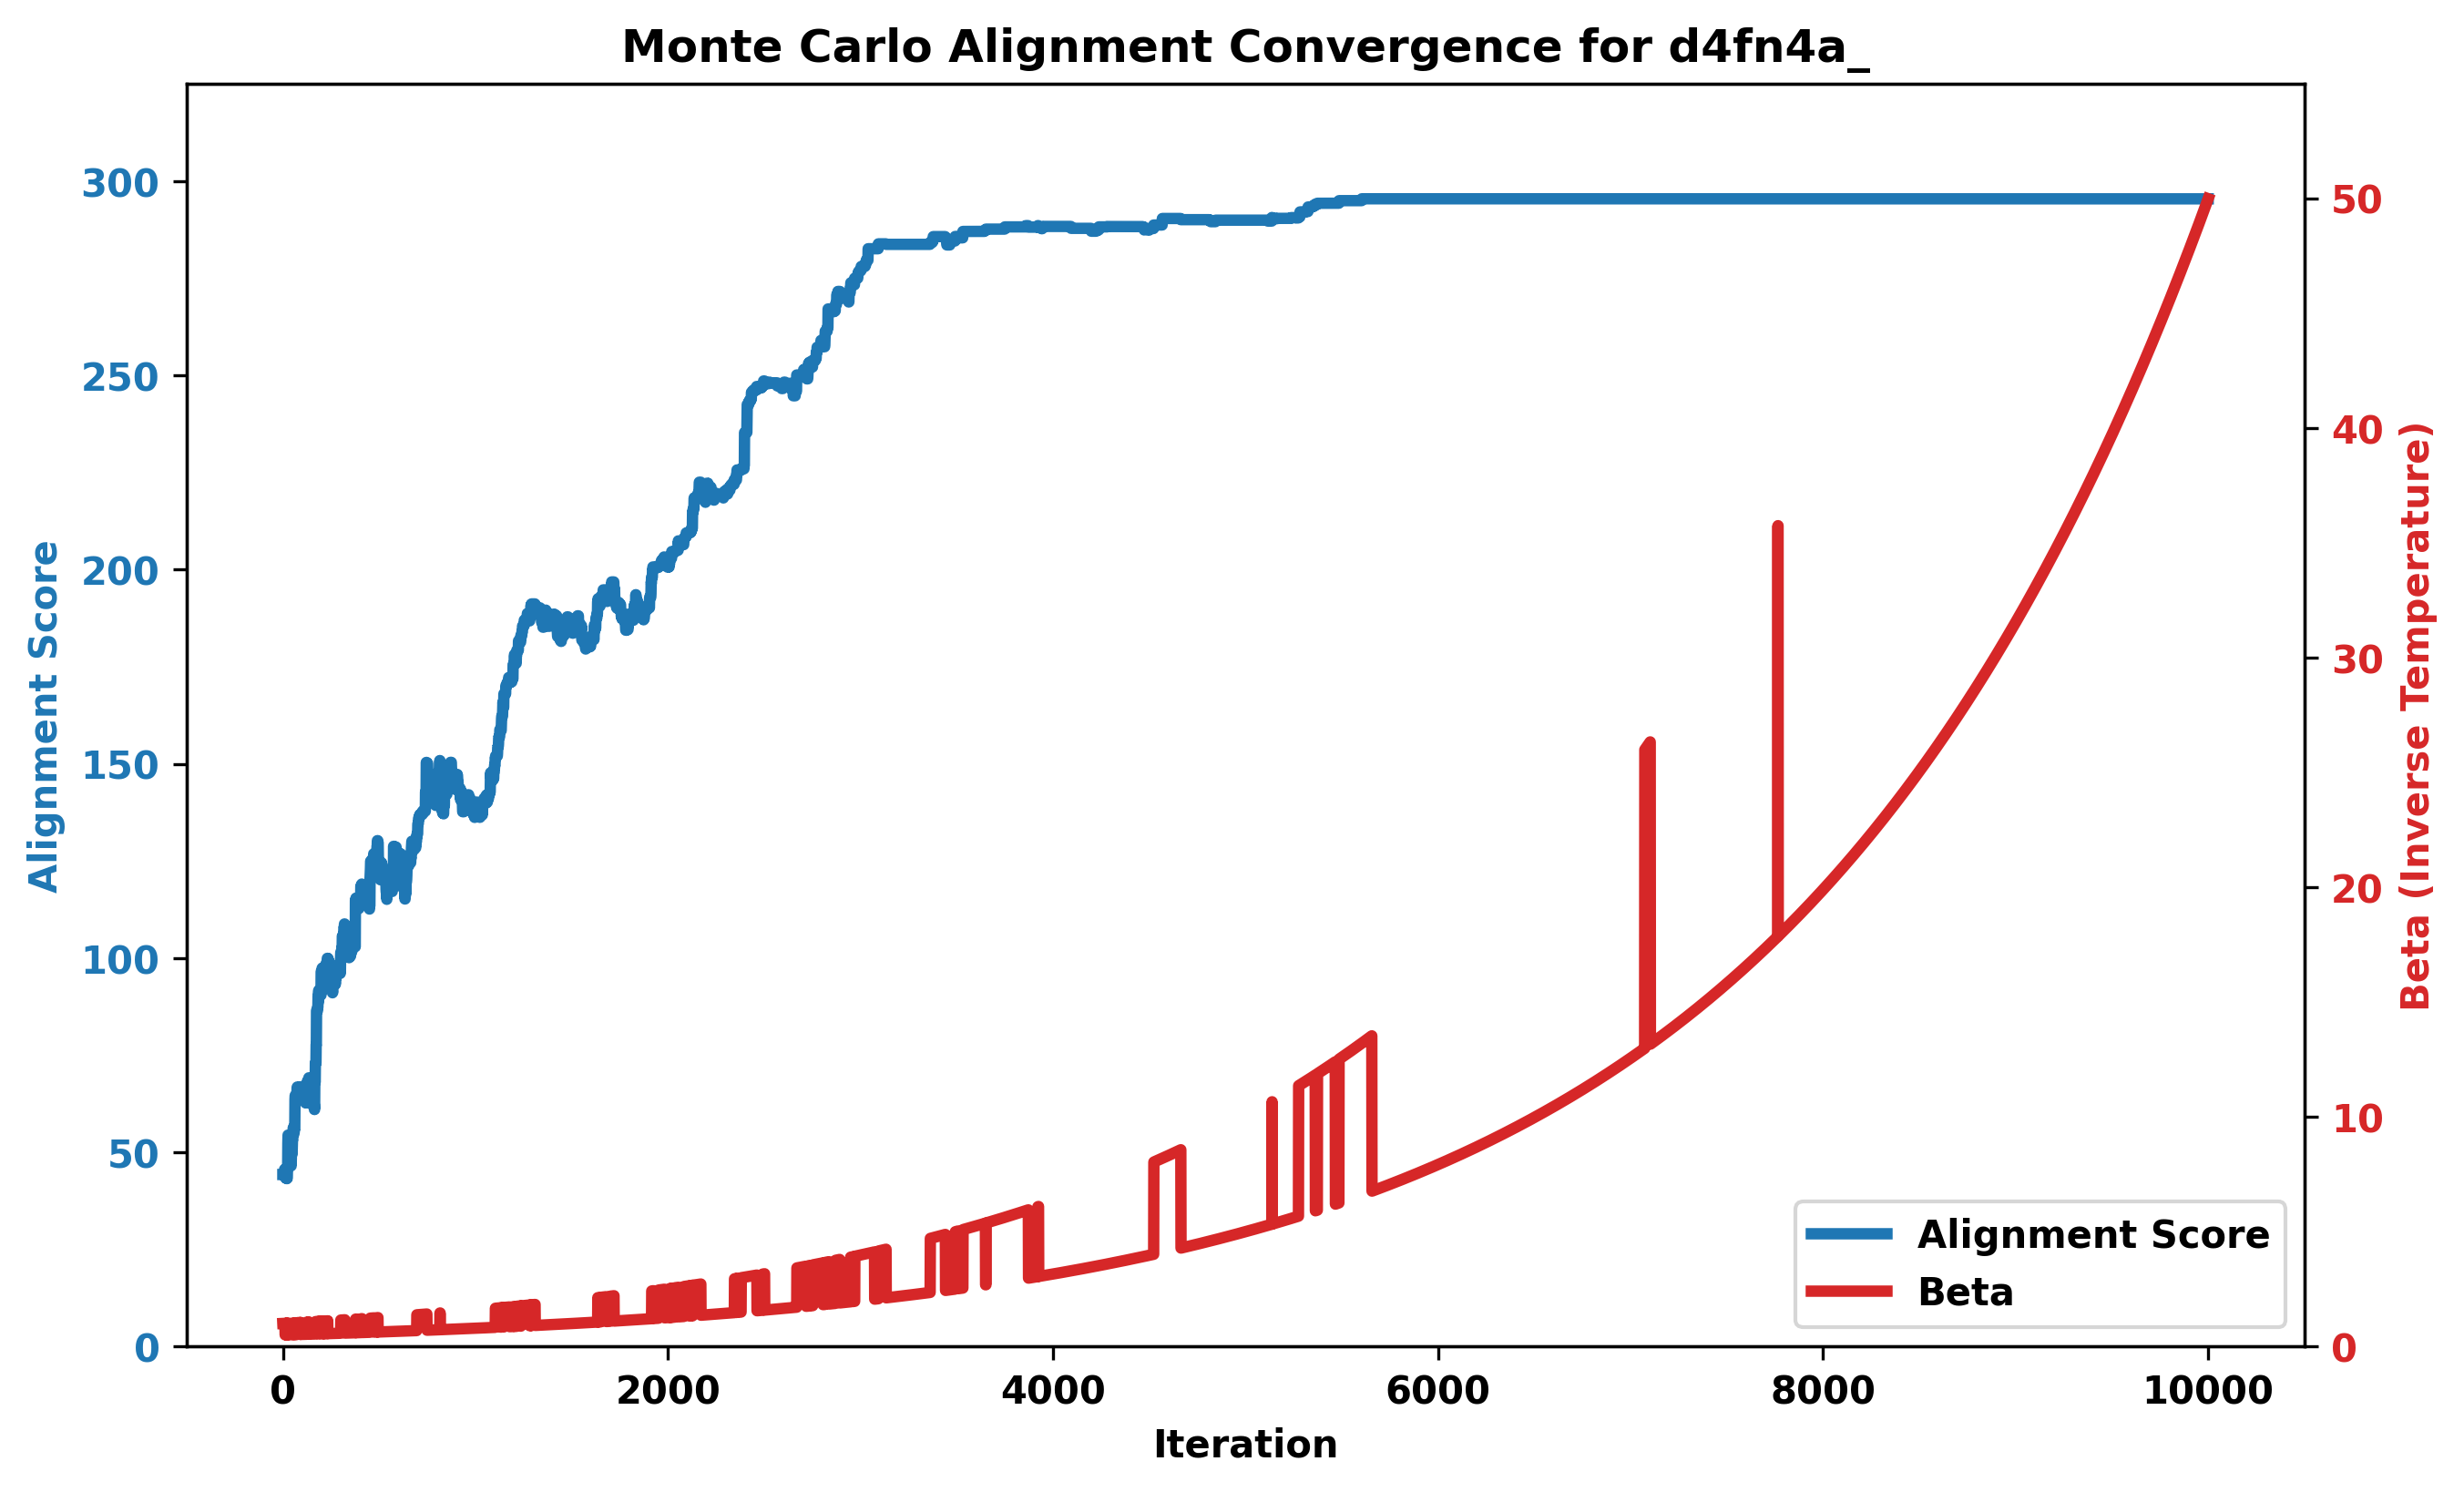 Monte Carlo Alignment Convergence for d4fn4a_
300
250
200
150
100
50
0
Alignment Score
50
40
30
20
10
0
Beta (Inverse Temperature)
Alignment Score
Beta
0 2000 4000 6000 8000 10000
Iteration